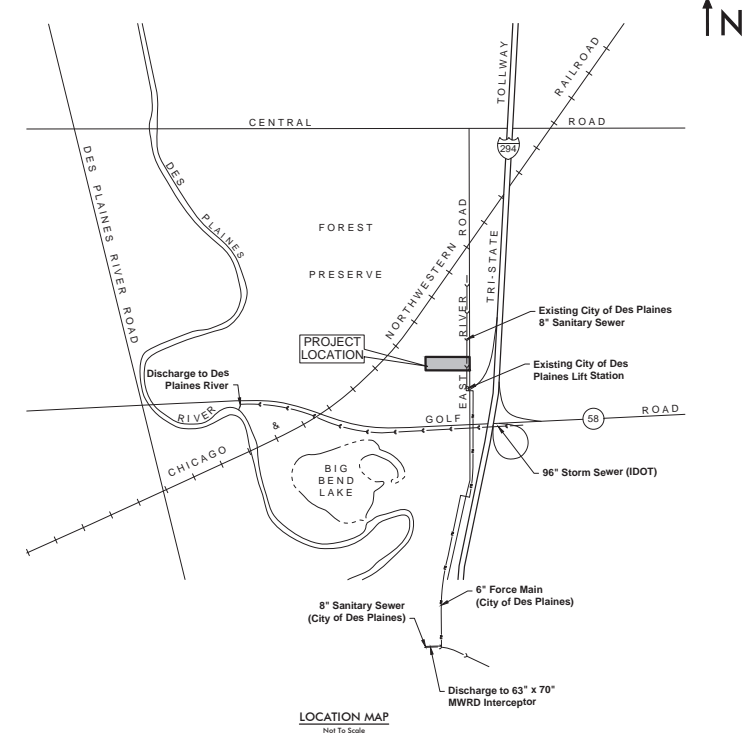 N
TOLLWAY
RAILROAD
CENTRAL ROAD
294
DES PLAINES RIVER ROAD
DES PLAINES
FOREST
PRESERVE
NORTHWESTERN
EAST RIVER ROAD
TRI-STATE
Existing City of Des Plaines
8" Sanitary Sewer
PROJECT
LOCATION
Existing City of Des
Plaines Lift Station
Discharge to Des
Plaines River
RIVER
GOLF ROAD
58
CHICAGO &
BIG
BEND
LAKE
96" Storm Sewer (IDOT)
6" Force Main
(City of Des Plaines)
8" Sanitary Sewer
(City of Des Plaines)
Discharge to 63" x 70"
MWRD Interceptor
LOCATION MAP
Not To Scale